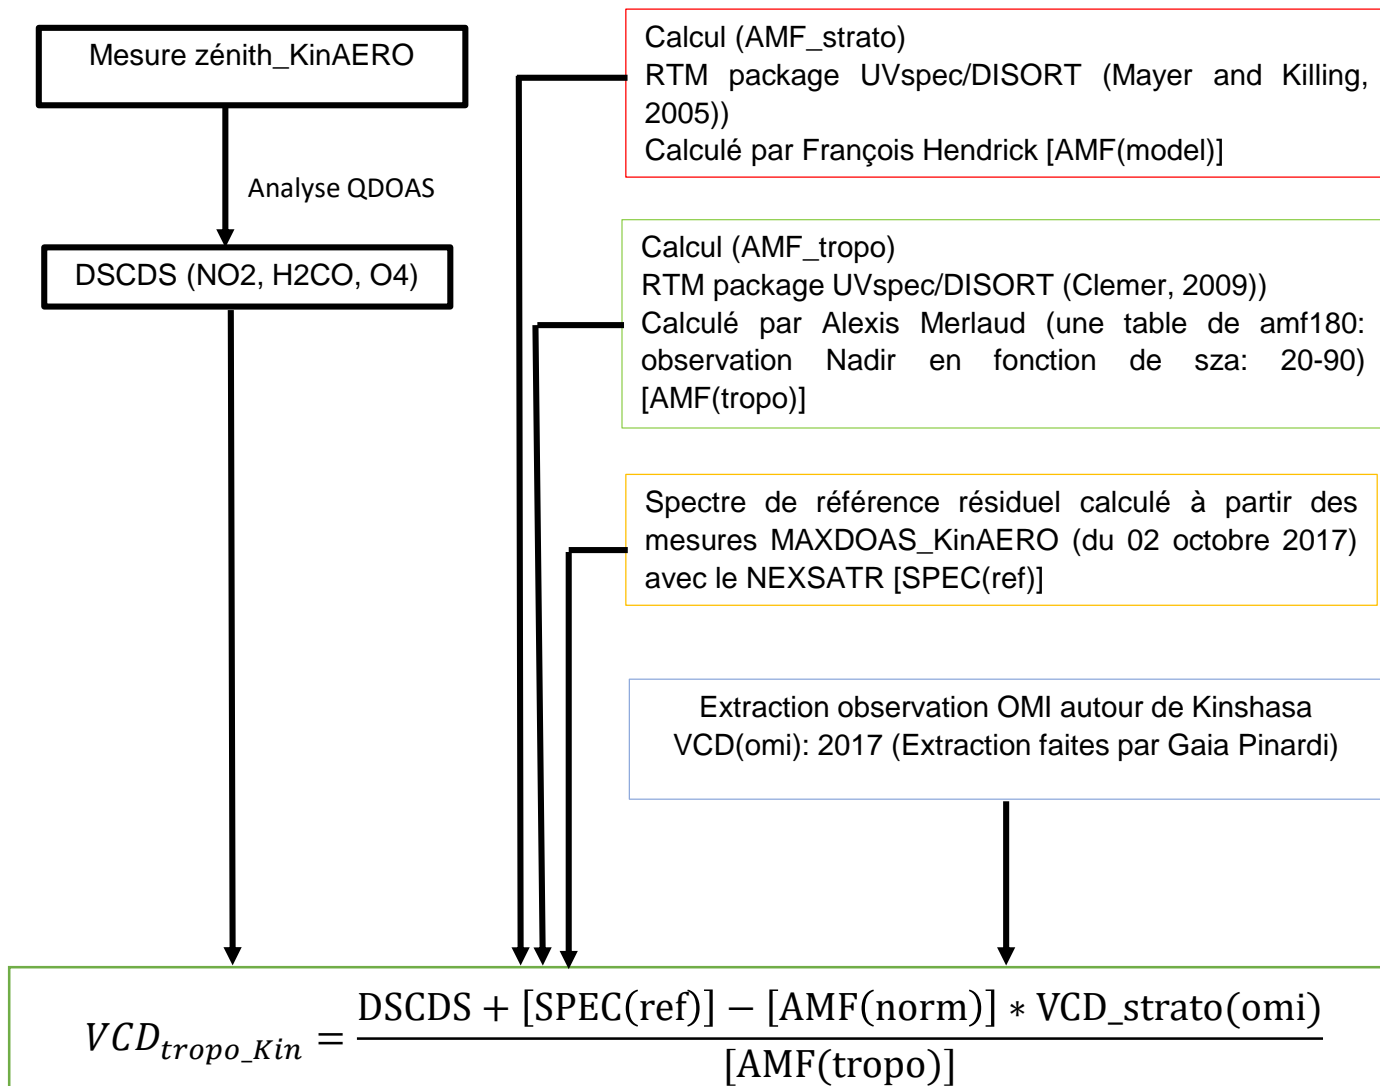 Mesure zénith_KinAERO
Analyse QDOAS
DSCDS (NO2, H2CO, O4)
Calcul (AMF_strato)
RTM package UVspec/DISORT (Mayer and Killing,
2005))
Calculé par François Hendrick [AMF(model)]
Calcul (AMF_tropo)
RTM package UVspec/DISORT (Clemer, 2009))
Calculé par Alexis Merlaud (une table de amf180:
observation Nadir en fonction de sza: 20-90)
[AMF(tropo)]
Spectre de référence résiduel calculé à partir des
mesures MAXDOAS_KinAERO (du 02 octobre 2017)
avec le NEXSATR [SPEC(ref)]
Extraction observation OMI autour de Kinshasa
VCD(omi): 2017 (Extraction faites par Gaia Pinardi)
DSCDS + [SPEC(ref)] − [AMF(norm)] ∗ VCD_strato(omi)
VCD_tropo_Kin =
[AMF(tropo)]